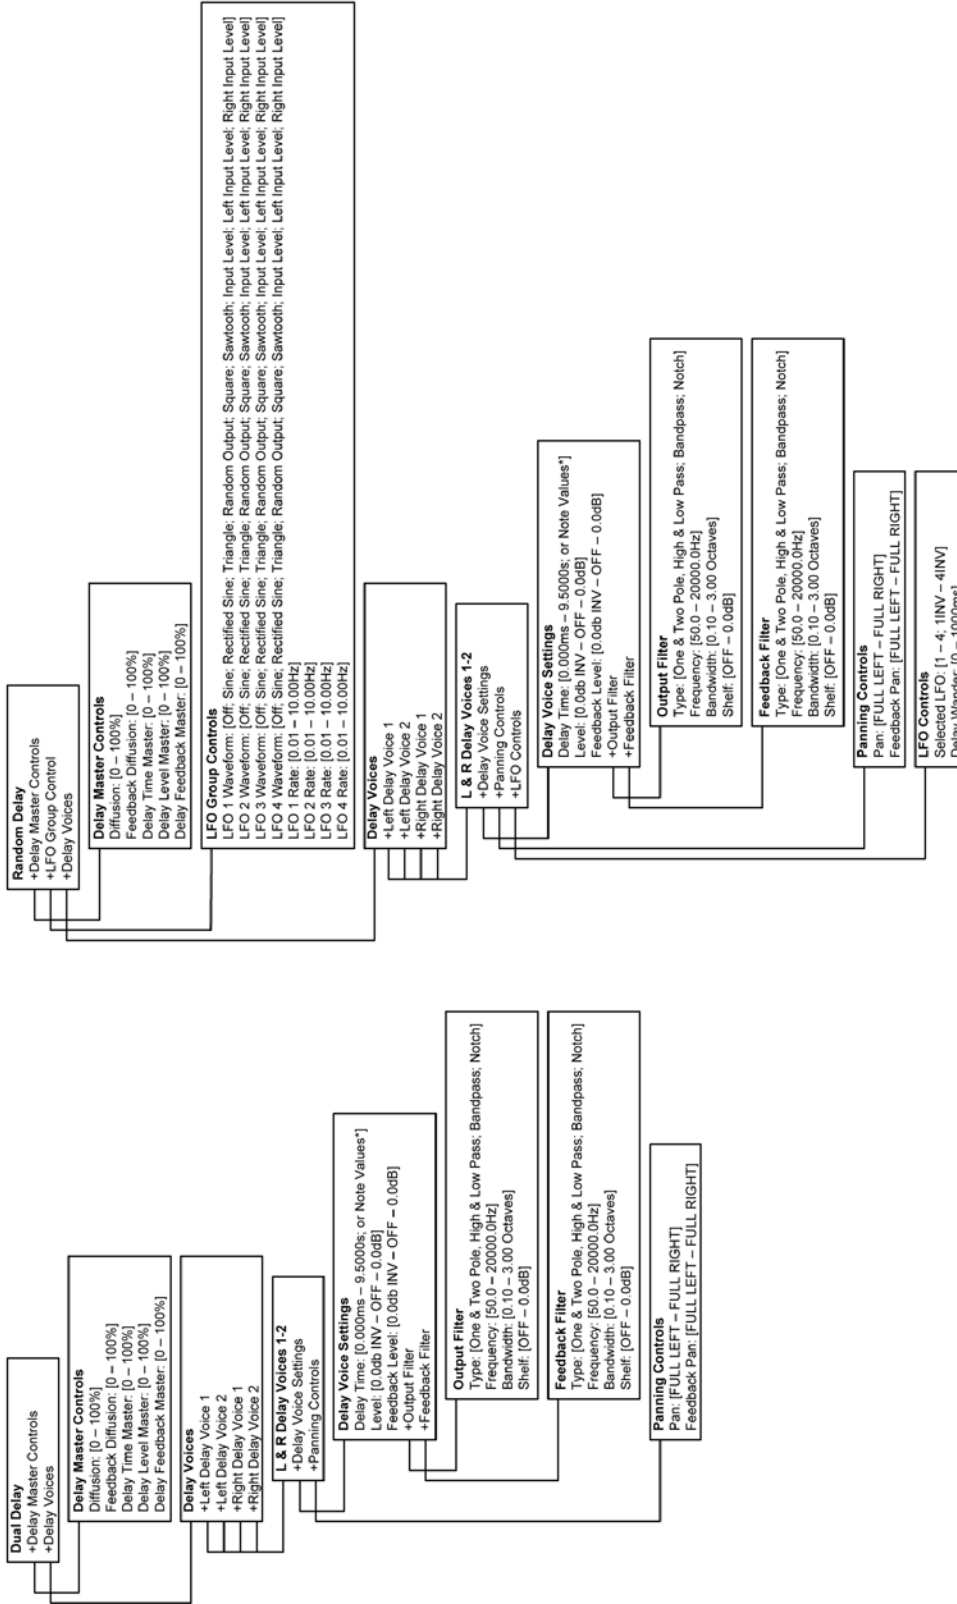 Dual Delay
+Delay Master Controls
+Delay Voices
Delay Master Controls
Diffusion: [0 – 100%]
Feedback Diffusion: [0 – 100%]
Delay Time Master: [0 – 100%]
Delay Level Master: [0 – 100%]
Delay Feedback Master: [0 – 100%]
Delay Voices
+Left Delay Voice 1
+Left Delay Voice 2
+Right Delay Voice 1
+Right Delay Voice 2
L & R Delay Voices 1-2
+Delay Voice Settings
+Panning Controls
Delay Voice Settings
Delay Time: [0.000ms – 9.5000s; or Note Values*]
Level: [0.0db INV – OFF – 0.0dB]
Feedback Level: [0.0db INV – OFF – 0.0dB]
+Output Filter
+Feedback Filter
Output Filter
Type: [One & Two Pole, High & Low Pass; Bandpass; Notch]
Frequency: [50.0 – 20000.0Hz]
Bandwidth: [0.10 – 3.00 Octaves]
Shelf: [OFF – 0.0dB]
Feedback Filter
Type: [One & Two Pole, High & Low Pass; Bandpass; Notch]
Frequency: [50.0 – 20000.0Hz]
Bandwidth: [0.10 – 3.00 Octaves]
Shelf: [OFF – 0.0dB]
Panning Controls
Pan: [FULL LEFT – FULL RIGHT]
Feedback Pan: [FULL LEFT – FULL RIGHT]
Random Delay
+Delay Master Controls
+LFO Group Control
+Delay Voices
Delay Master Controls
Diffusion: [0 – 100%]
Feedback Diffusion: [0 – 100%]
Delay Time Master: [0 – 100%]
Delay Level Master: [0 – 100%]
Delay Feedback Master: [0 – 100%]
LFO Group Controls
LFO 1 Waveform: [Off; Sine; Rectified Sine; Triangle; Random Output; Square; Sawtooth; Input Level; Left Input Level; Right Input Level]
LFO 2 Waveform: [Off; Sine; Rectified Sine; Triangle; Random Output; Square; Sawtooth; Input Level; Left Input Level; Right Input Level]
LFO 3 Waveform: [Off; Sine; Rectified Sine; Triangle; Random Output; Square; Sawtooth; Input Level; Left Input Level; Right Input Level]
LFO 4 Waveform: [Off; Sine; Rectified Sine; Triangle; Random Output; Square; Sawtooth; Input Level; Left Input Level; Right Input Level]
LFO 1 Rate: [0.01 – 10.00Hz]
LFO 2 Rate: [0.01 – 10.00Hz]
LFO 3 Rate: [0.01 – 10.00Hz]
LFO 4 Rate: [0.01 – 10.00Hz]
Delay Voices
+Left Delay Voice 1
+Left Delay Voice 2
+Right Delay Voice 1
+Right Delay Voice 2
L & R Delay Voices 1-2
+Delay Voice Settings
+Panning Controls
+LFO Controls
Delay Voice Settings
Delay Time: [0.000ms – 9.5000s; or Note Values*]
Level: [0.0db INV – OFF – 0.0dB]
Feedback Level: [0.0db INV – OFF – 0.0dB]
+Output Filter
+Feedback Filter
Output Filter
Type: [One & Two Pole, High & Low Pass; Bandpass; Notch]
Frequency: [50.0 – 20000.0Hz]
Bandwidth: [0.10 – 3.00 Octaves]
Shelf: [OFF – 0.0dB]
Feedback Filter
Type: [One & Two Pole, High & Low Pass; Bandpass; Notch]
Frequency: [50.0 – 20000.0Hz]
Bandwidth: [0.10 – 3.00 Octaves]
Shelf: [OFF – 0.0dB]
Panning Controls
Pan: [FULL LEFT – FULL RIGHT]
Feedback Pan: [FULL LEFT – FULL RIGHT]
LFO Controls
Selected LFO: [1 – 4; 1INV – 4INV]
Delay Wander: [0 – 1000ms]